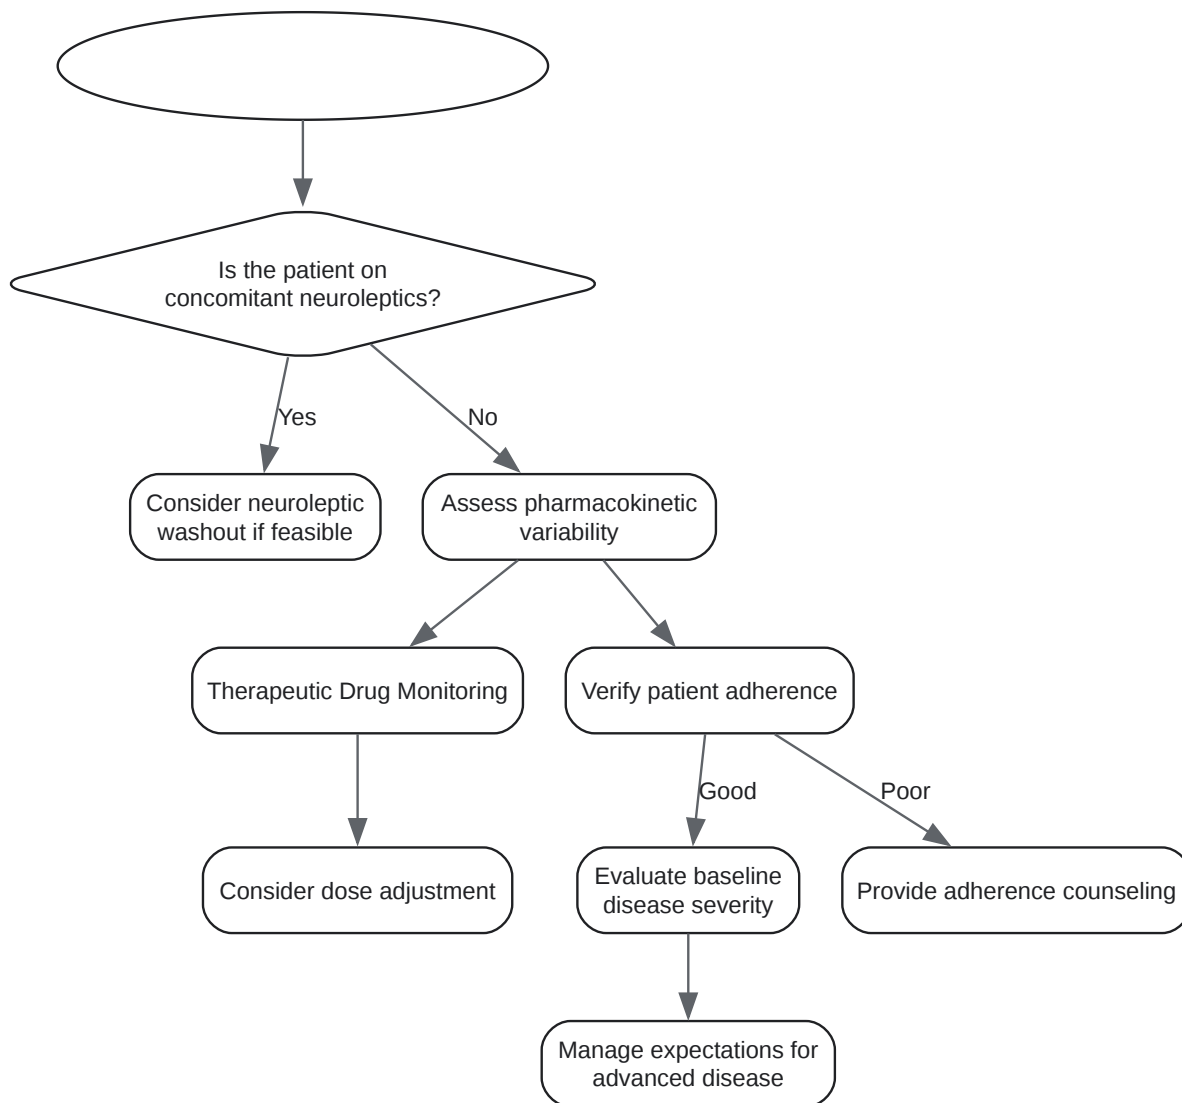 Is the patient on
concomitant neuroleptics?
Yes
No
Consider neuroleptic
washout if feasible
Assess pharmacokinetic
variability
Therapeutic Drug Monitoring
Verify patient adherence
Good
Poor
Consider dose adjustment
Evaluate baseline
disease severity
Provide adherence counseling
Manage expectations for
advanced disease